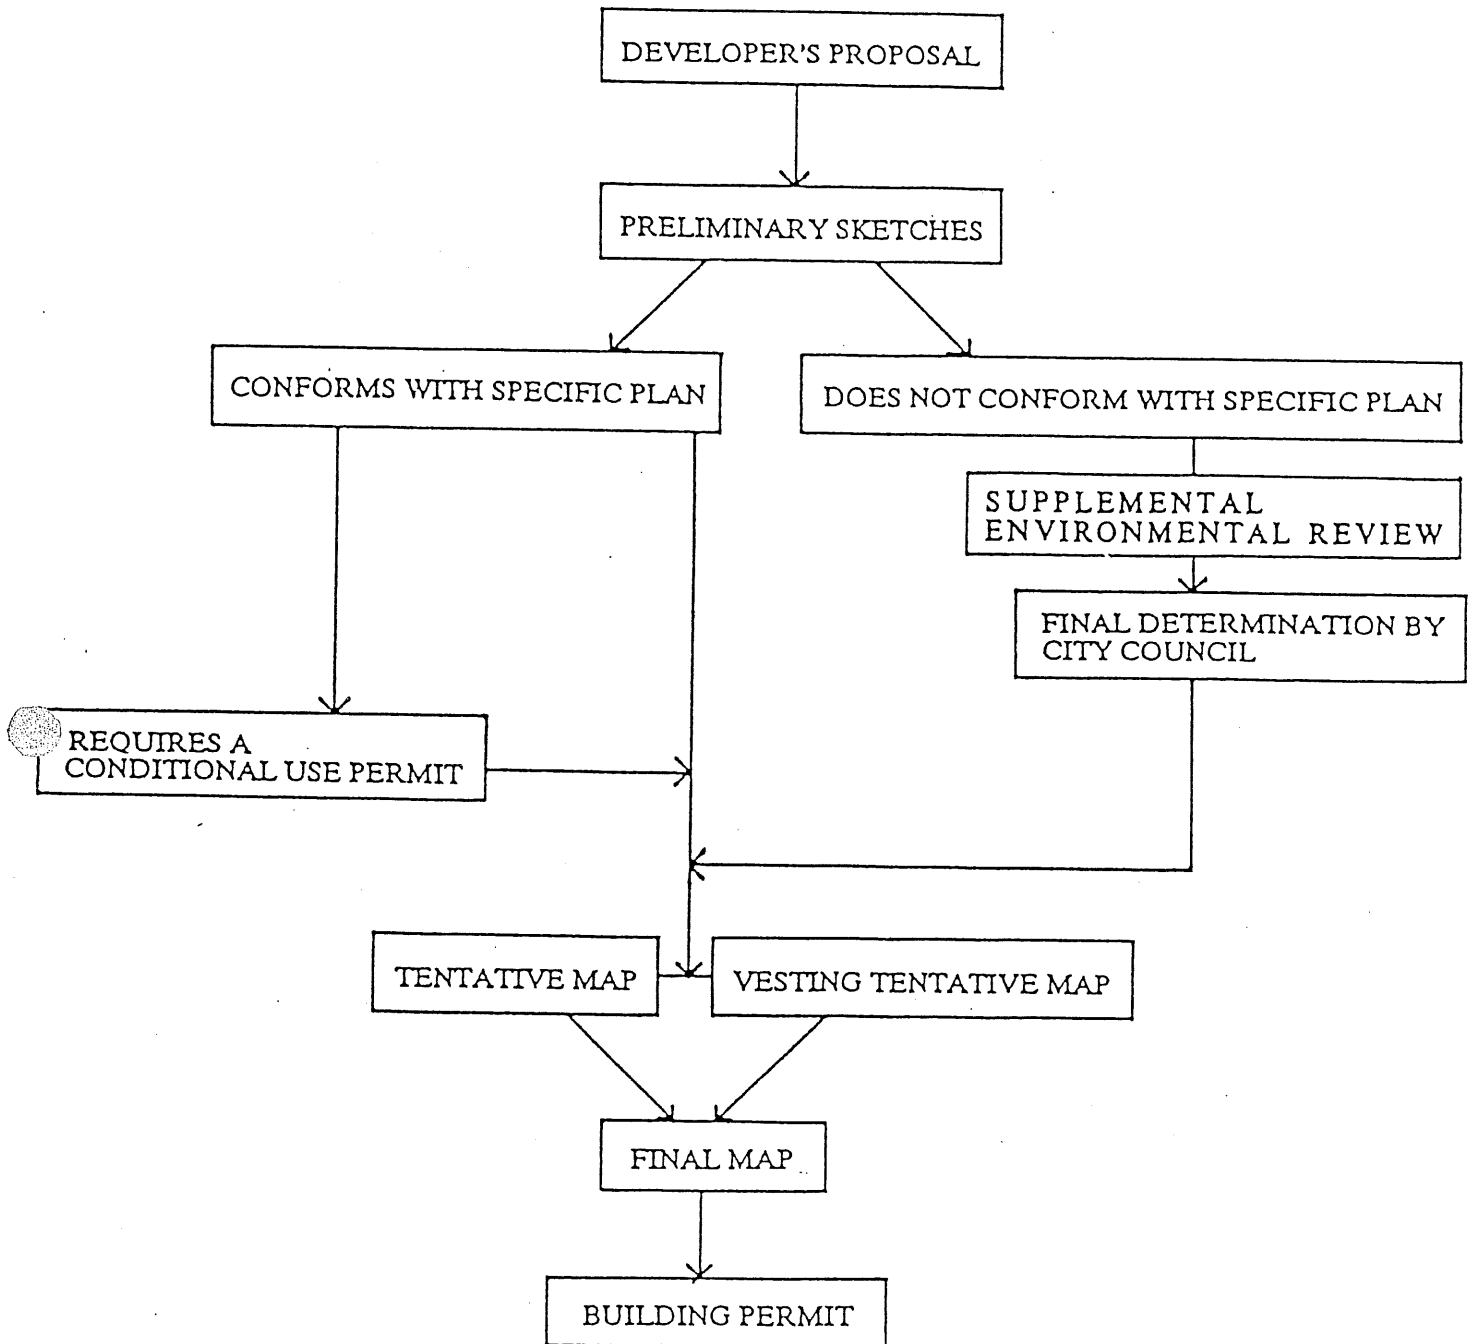 DEVELOPER'S PROPOSAL
PRELIMINARY SKETCHES
CONFORMS WITH SPECIFIC PLAN
DOES NOT CONFORM WITH SPECIFIC PLAN
SUPPLEMENTAL
ENVIRONMENTAL REVIEW
FINAL DETERMINATION BY
CITY COUNCIL
REQUIRES A
CONDITIONAL USE PERMIT
TENTATIVE MAP
VESTING TENTATIVE MAP
FINAL MAP
BUILDING PERMIT